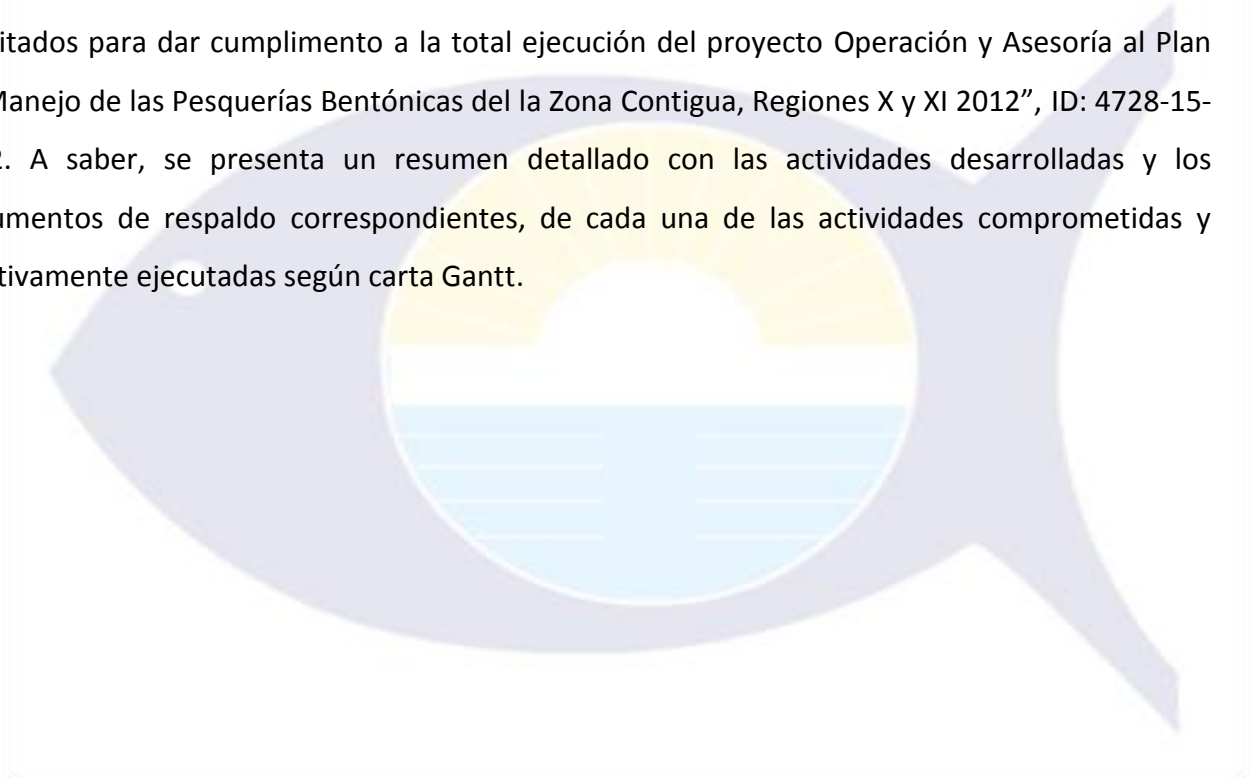 itados para dar cumplimento a la total ejecución del proyecto Operación y Asesoría al Plan
Manejo de las Pesquerías Bentónicas del la Zona Contigua, Regiones X y XI 2012”, ID: 4728-15-
2. A saber, se presenta un resumen detallado con las actividades desarrolladas y los
umentos de respaldo correspondientes, de cada una de las actividades comprometidas y
tivamente ejecutadas según carta Gantt.